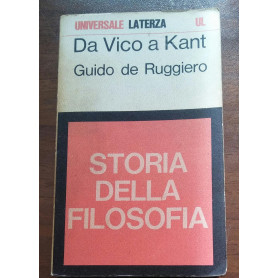 UNIVERSALE LATERZA UL
Da Vico a Kant
Guido de Ruggiero
STORIA
DELLA
FILOSOFIA